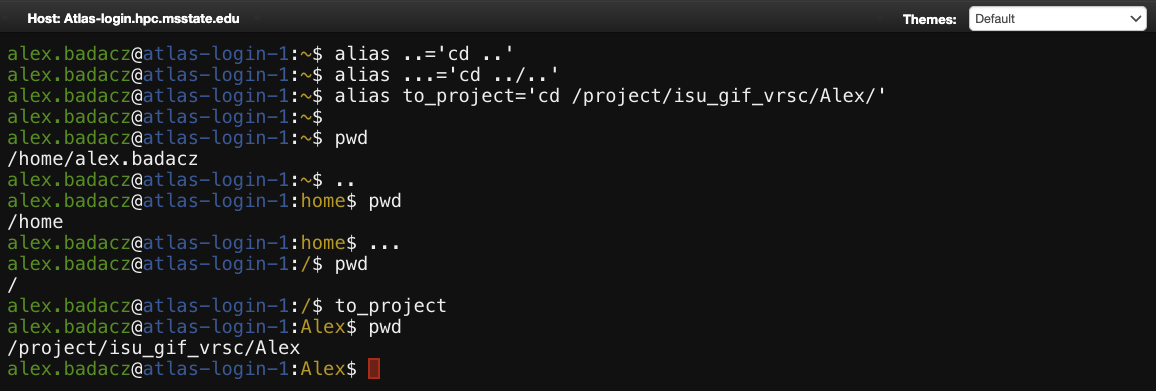 Host: Atlas-login.hpc.msstate.edu Themes: Default
alex.badacz@atlas-login-1:~$ alias ..='cd ..'
alex.badacz@atlas-login-1:~$ alias ...='cd ../..'
alex.badacz@atlas-login-1:~$ alias to_project='cd /project/isu_gif_vrsc/Alex/'
alex.badacz@atlas-login-1:~$
alex.badacz@atlas-login-1:~$ pwd
/home/alex.badacz
alex.badacz@atlas-login-1:~$ ..
alex.badacz@atlas-login-1:home$ pwd
/home
alex.badacz@atlas-login-1:home$ ...
alex.badacz@atlas-login-1:/$ pwd
/
alex.badacz@atlas-login-1:/$ to_project
alex.badacz@atlas-login-1:Alex$ pwd
/project/isu_gif_vrsc/Alex
alex.badacz@atlas-login-1:Alex$